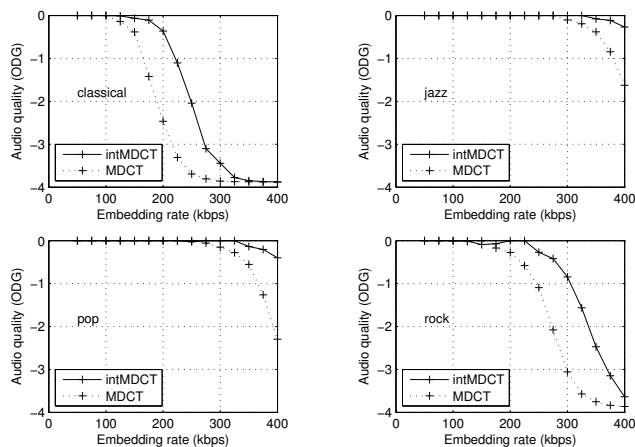 0
−1
−2
−3
−4
0 100 200 300 400
Audio quality (ODG)
Embedding rate (kbps)
classical
intMDCT
MDCT
0
−1
−2
−3
−4
0 100 200 300 400
Audio quality (ODG)
Embedding rate (kbps)
jazz
intMDCT
MDCT
0
−1
−2
−3
−4
0 100 200 300 400
Audio quality (ODG)
Embedding rate (kbps)
pop
intMDCT
MDCT
0
−1
−2
−3
−4
0 100 200 300 400
Audio quality (ODG)
Embedding rate (kbps)
rock
intMDCT
MDCT